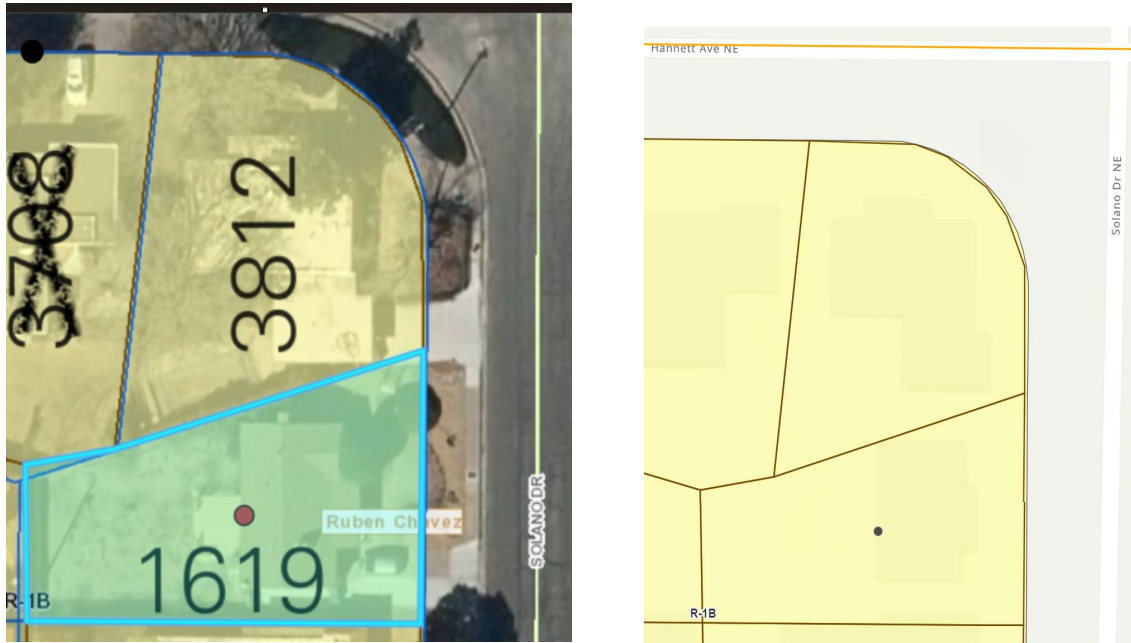 3708
3812
Ruben Chavez
1619
SOLANO DR
R-1B
Hannett Ave NE
Solano Dr NE
R-1B